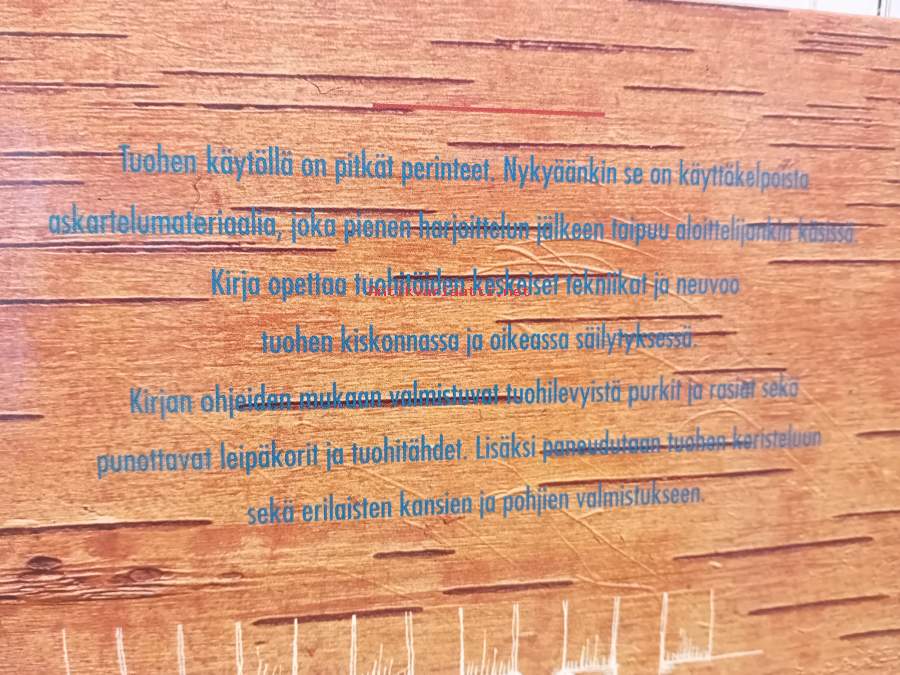 Tuohen käytöllä on pitkät perinteet. Nykyäänkin se on käyttökelpoista
askartelumateriaalia, joka pienen harjoittelun jälkeen taipuu aloittelijankin käsissä.
Kirja opettaa tuohitöiden keskeiset tekniikat ja neuvoo
tuohen kiskonnassa ja oikeassa säilytyksessä.
Kirjan ohjeiden mukaan valmistuvat tuohilevyistä purkit ja rasiat sekä
punottavat leipäkorit ja tuohitähdet. Lisäksi paneudutaan tuohen koristeluun
sekä erilaisten kansien ja pohjien valmistukseen.